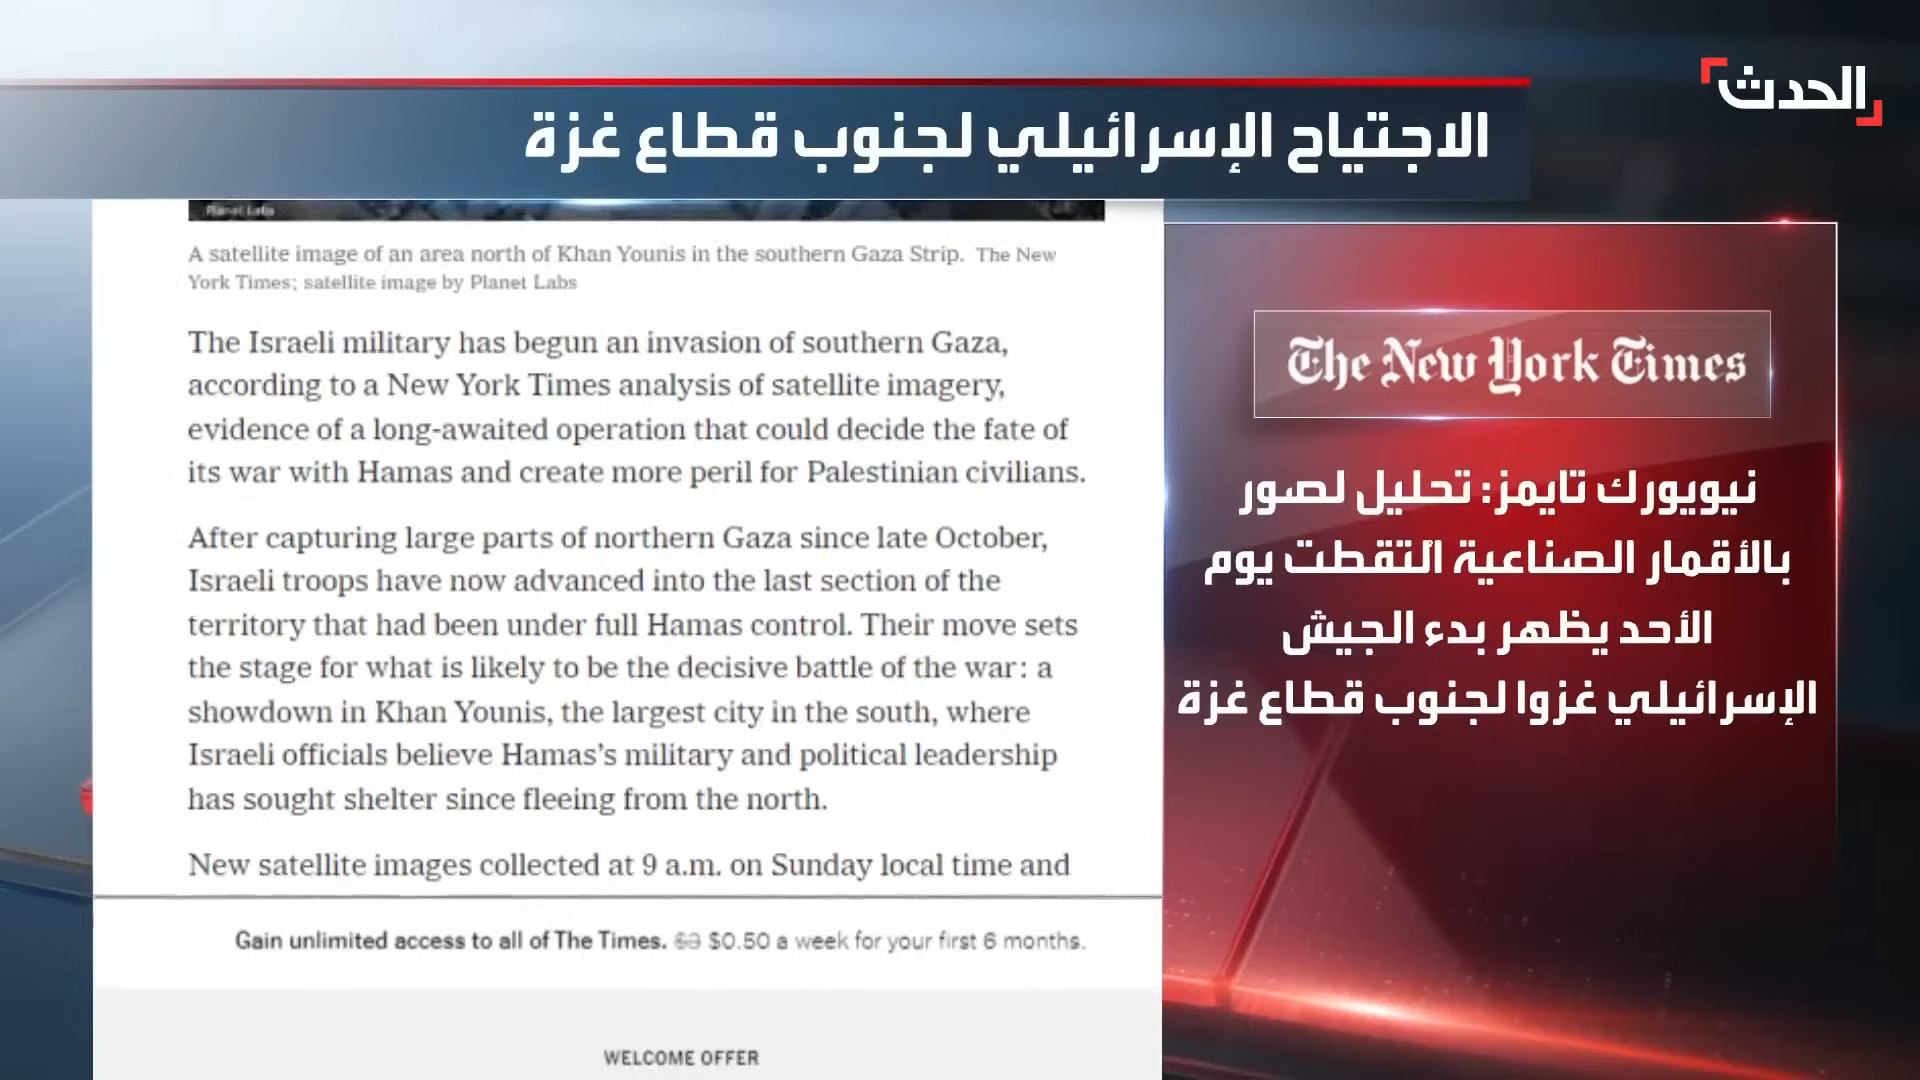 الحدث
الاجتياح الإسرائيلي لجنوب قطاع غزة
Planet Labs
A satellite image of an area north of Khan Younis in the southern Gaza Strip. The New
York Times; satellite image by Planet Labs
The Israeli military has begun an invasion of southern Gaza,
according to a New York Times analysis of satellite imagery,
evidence of a long-awaited operation that could decide the fate of
its war with Hamas and create more peril for Palestinian civilians.
After capturing large parts of northern Gaza since late October,
Israeli troops have now advanced into the last section of the
territory that had been under full Hamas control. Their move sets
the stage for what is likely to be the decisive battle of the war: a
showdown in Khan Younis, the largest city in the south, where
Israeli officials believe Hamas’s military and political leadership
has sought shelter since fleeing from the north.
New satellite images collected at 9 a.m. on Sunday local time and
Gain unlimited access to all of The Times. $3 $0.50 a week for your first 6 months.
WELCOME OFFER
The New York Times
نيويورك تايمز: تحليل لصور
بالأقمار الصناعية التقطت يوم
الأحد يظهر بدء الجيش
الإسرائيلي غزوا لجنوب قطاع غزة